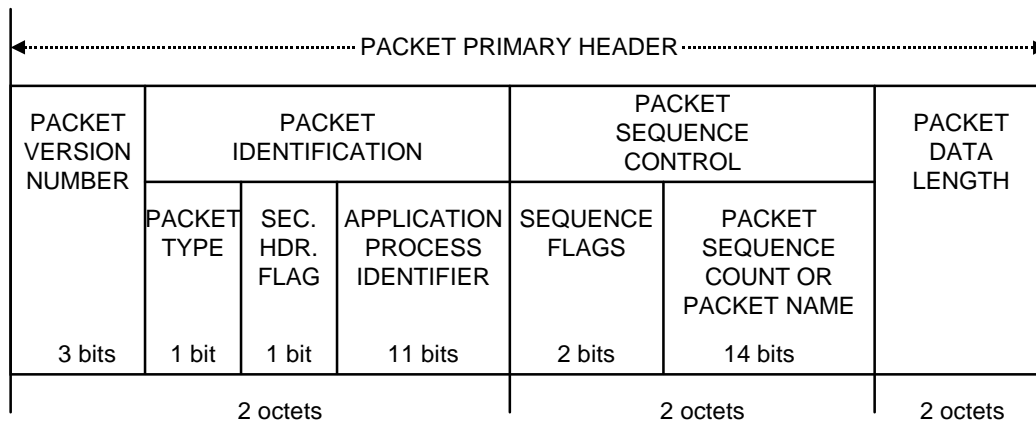 PACKET PRIMARY HEADER
PACKET
VERSION
NUMBER
PACKET
IDENTIFICATION
PACKET
SEQUENCE
CONTROL
PACKET
DATA
LENGTH
PACKET
TYPE
SEC.
HDR.
FLAG
APPLICATION
PROCESS
IDENTIFIER
SEQUENCE
FLAGS
PACKET
SEQUENCE
COUNT OR
PACKET NAME
3 bits
1 bit
1 bit
11 bits
2 bits
14 bits
2 octets
2 octets
2 octets